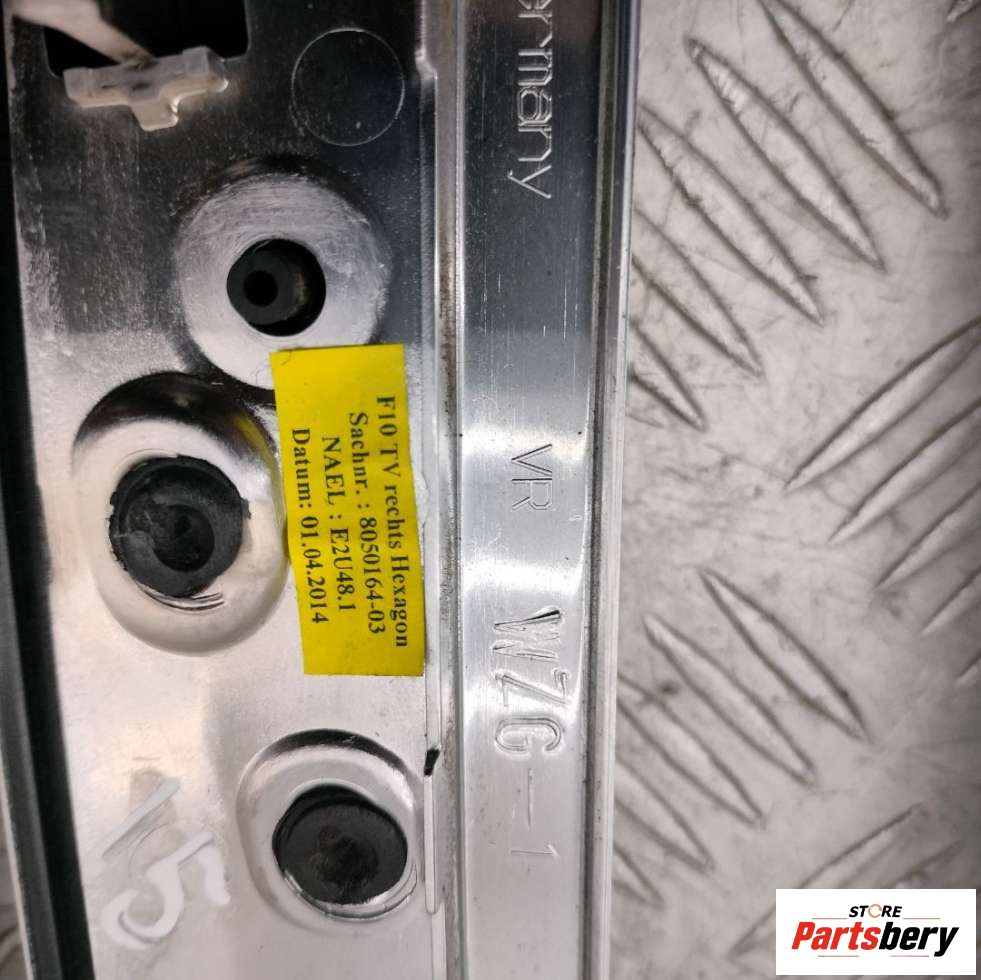 ermany
F10 TV rechts Hexagon
Sachnr. : 8050164-03
NAEL : E2U48.1
Datum: 01.04.2014
VR
WZG-1
15
STORE
Partsbery